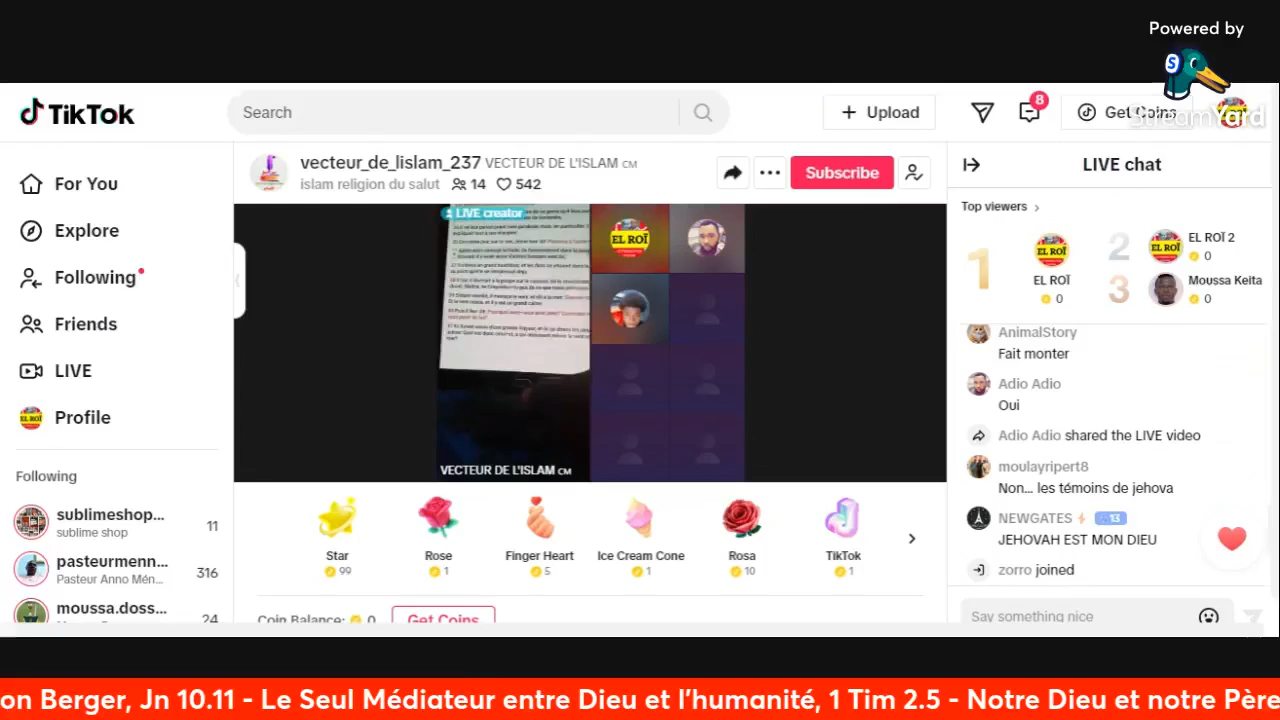 Powered by
StreamYard
TikTok
Search
Upload
8
Get Coins
For You
Explore
Following
Friends
LIVE
Profile
Following
sublimeshop...
sublime shop
11
pasteurmenn...
Pasteur Anno Mén...
316
moussa.doss...
24
vecteur_de_lislam_237 VECTEUR DE L'ISLAM CM
islam religion du salut 14 542
Subscribe
LIVE creator
EL ROÏ
VECTEUR DE L'ISLAM CM
Star
99
Rose
1
Finger Heart
5
Ice Cream Cone
1
Rosa
10
TikTok
1
Coin Balance: 0
Get Coins
LIVE chat
Top viewers
1
EL ROÏ
EL ROÏ
0
2
EL ROÏ
EL ROÏ 2
0
3
Moussa Keita
0
AnimalStory
Fait monter
Adio Adio
Oui
Adio Adio shared the LIVE video
moulayripert8
Non... les témoins de jehova
NEWGATES 13
JEHOVAH EST MON DIEU
zorro joined
Say something nice
on Berger, Jn 10.11 - Le Seul Médiateur entre Dieu et l'humanité, 1 Tim 2.5 - Notre Dieu et notre Père